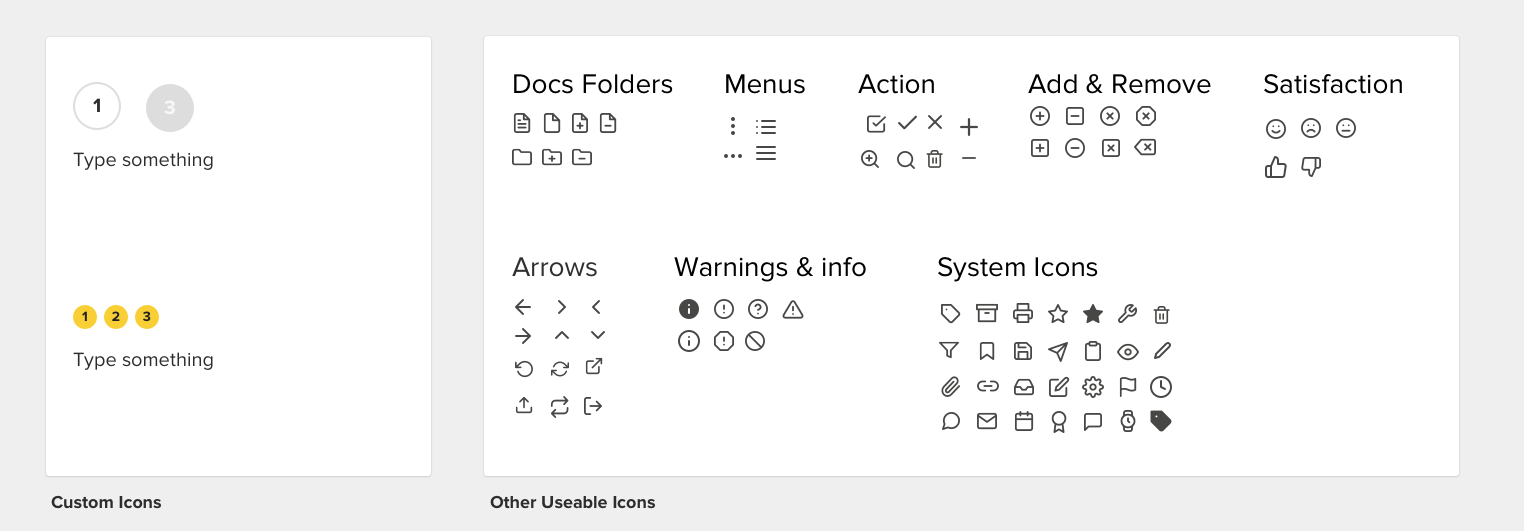 1 3
Type something
1 2 3
Type something
Custom Icons
Docs Folders Menus Action Add & Remove Satisfaction
Arrows Warnings & info System Icons
Other Useable Icons